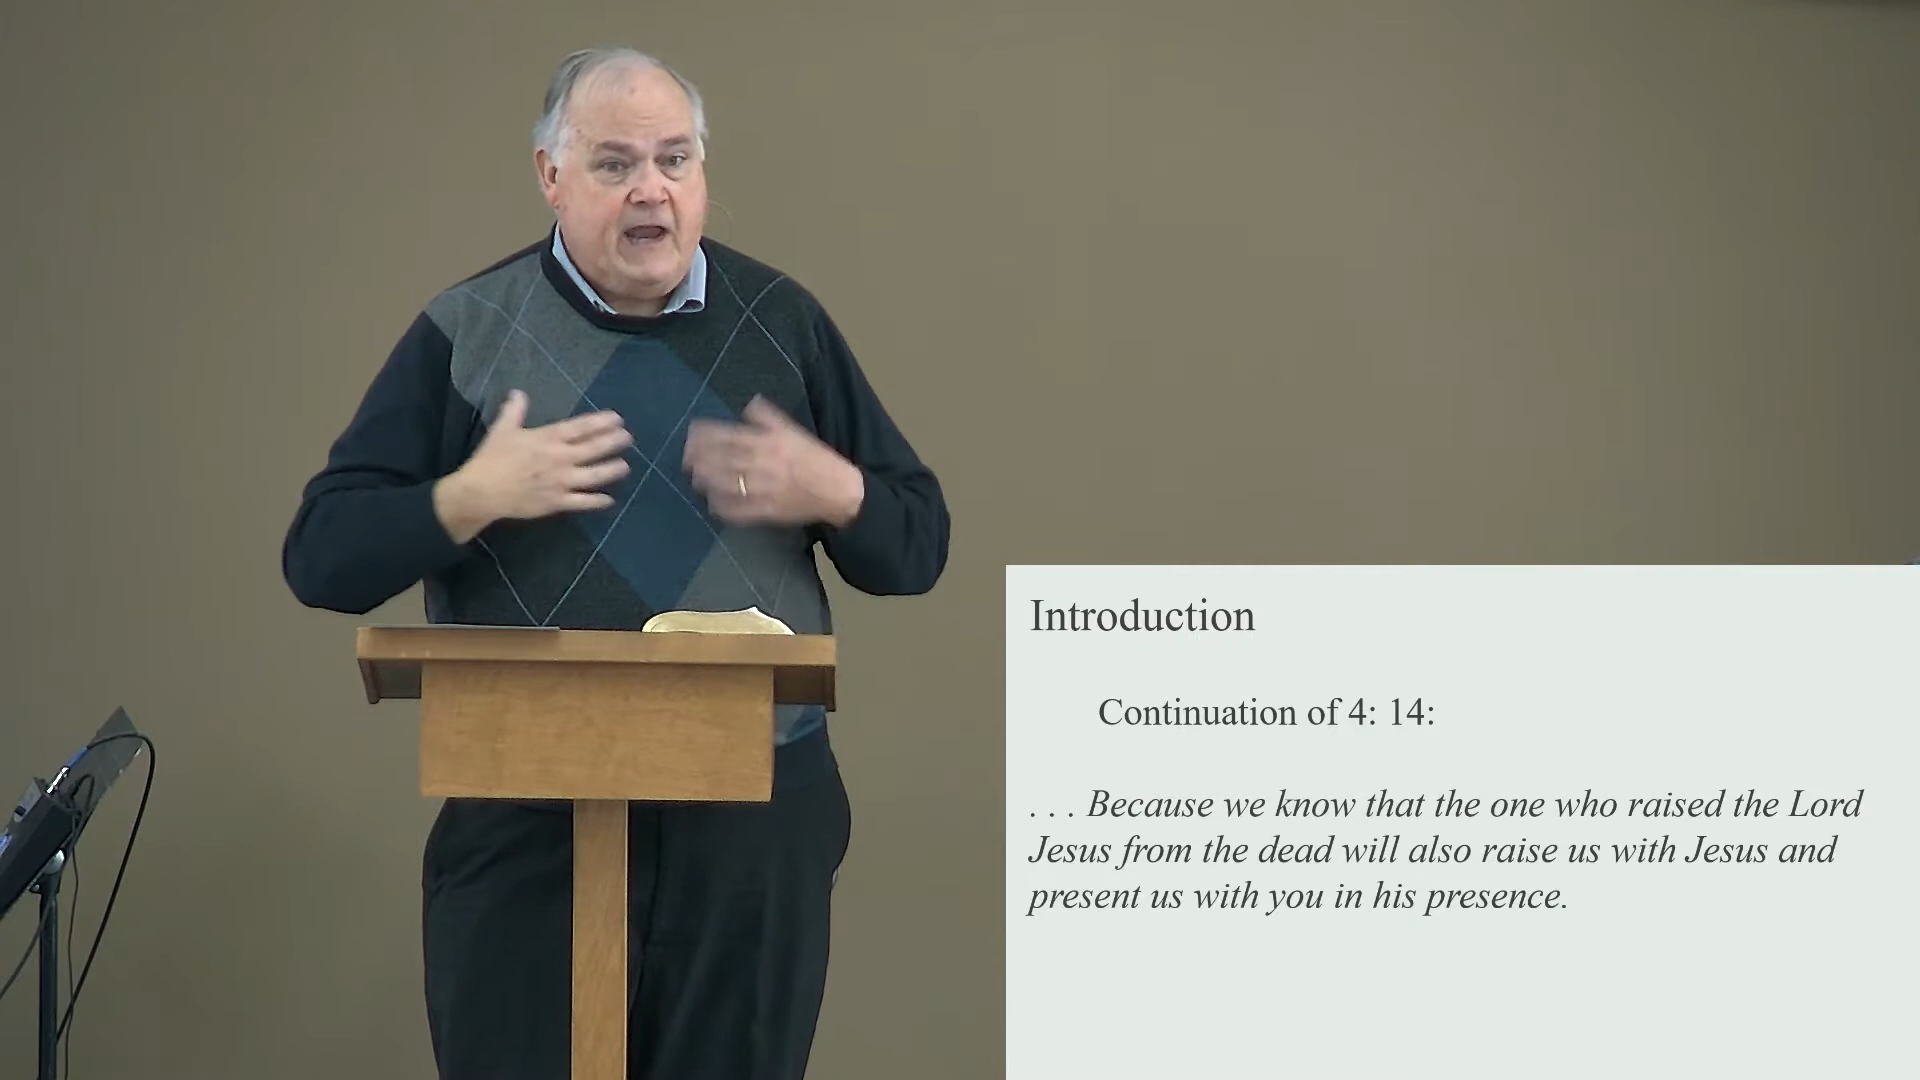 Introduction
Continuation of 4: 14:
. . . Because we know that the one who raised the Lord
Jesus from the dead will also raise us with Jesus and
present us with you in his presence.